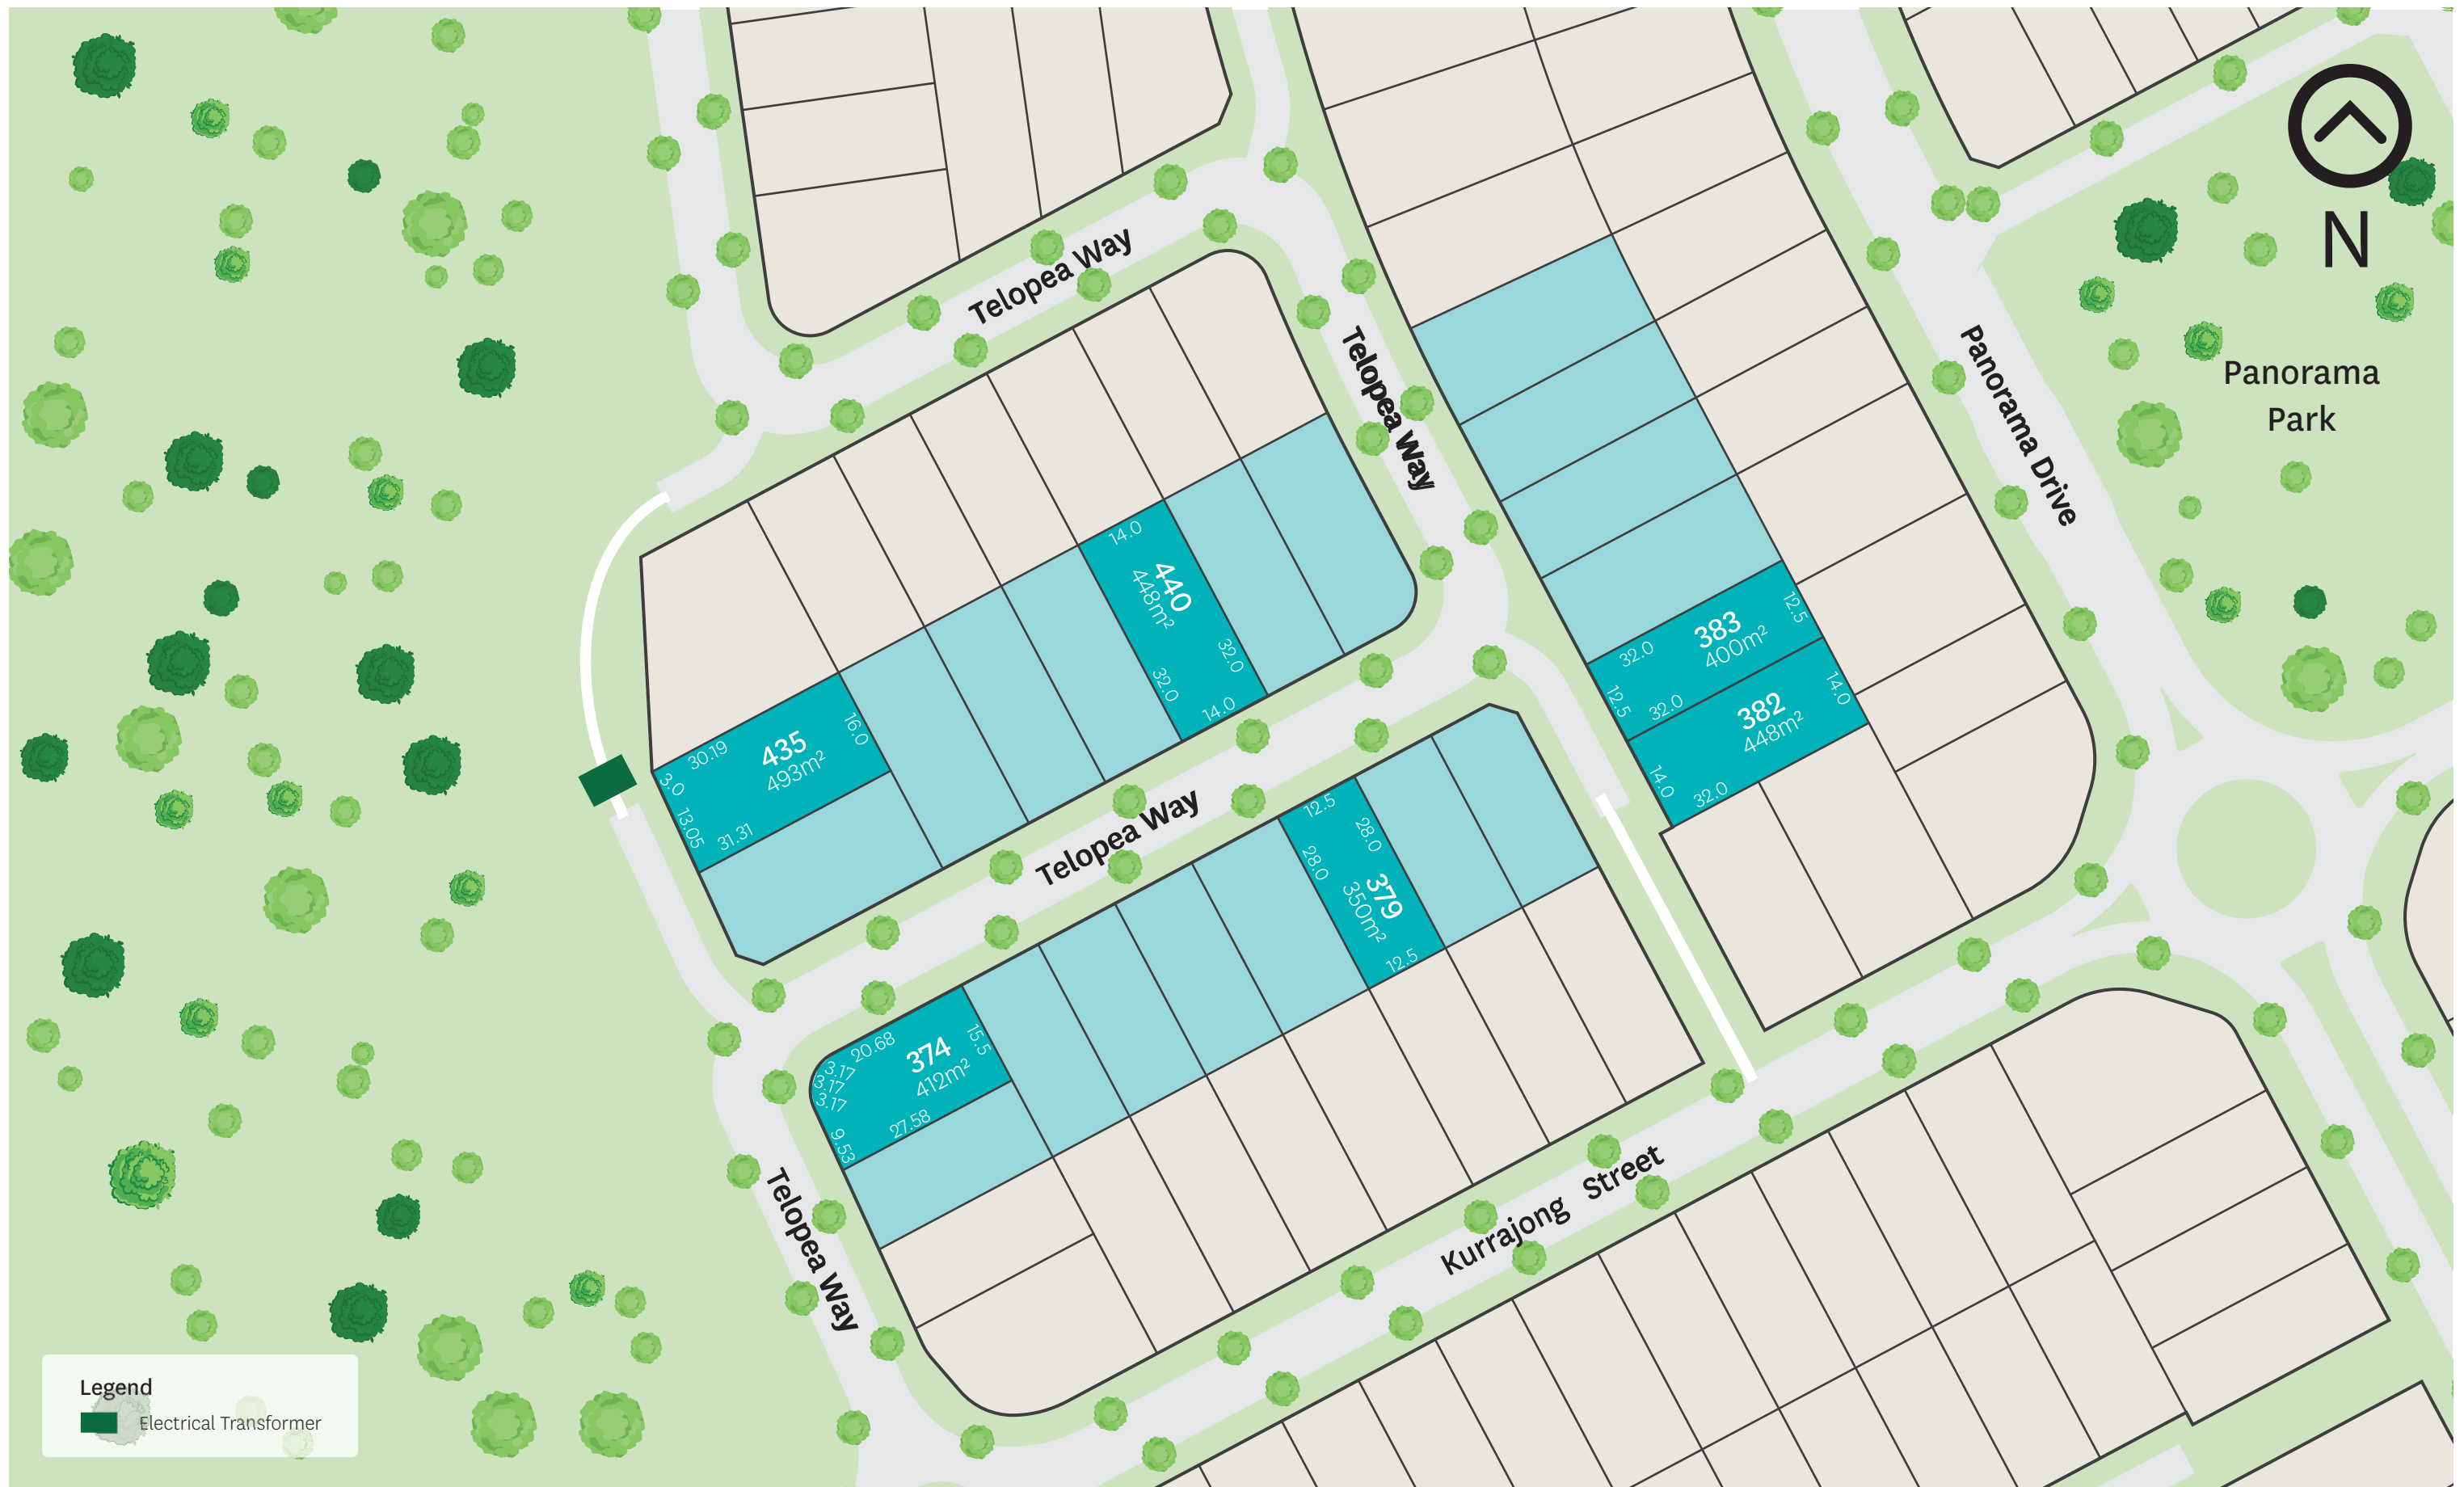 N
Panorama
Park
Panorama Drive
Telopea Way
Telopea Way
14.0
440
448m²
32.0
32.0
14.0
383
400m²
32.0
12.5
12.5
32.0
382
448m²
14.0
14.0
32.0
435
493m²
30.19
16.0
3.0
13.05
31.31
Telopea Way
12.5
28.0
28.0
379
350m²
12.5
374
412m²
20.68
15.5
3.17
3.17
3.17
9.53
27.58
Telopea Way
Kurrajong Street
Legend
Electrical Transformer